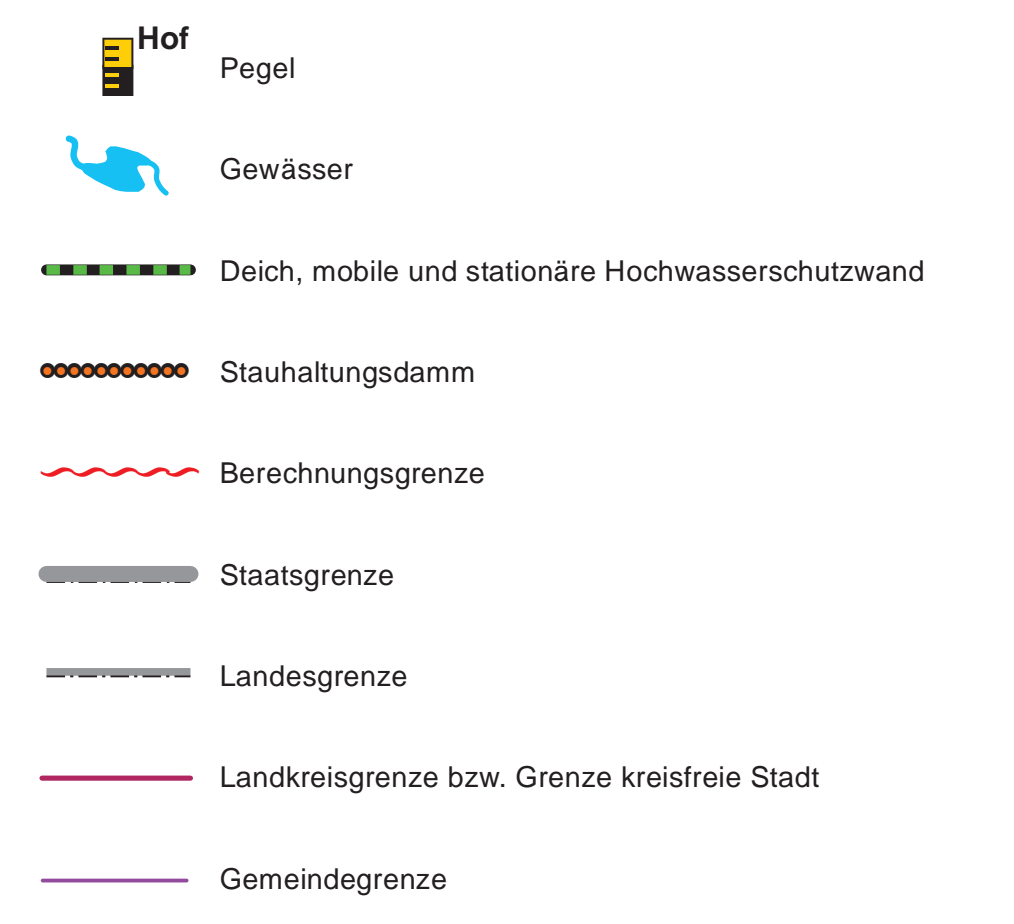 Hof
Pegel
Gewässer
Deich, mobile und stationäre Hochwasserschutzwand
Stauhaltungsdamm
Berechnungsgrenze
Staatsgrenze
Landesgrenze
Landkreisgrenze bzw. Grenze kreisfreie Stadt
Gemeindegrenze